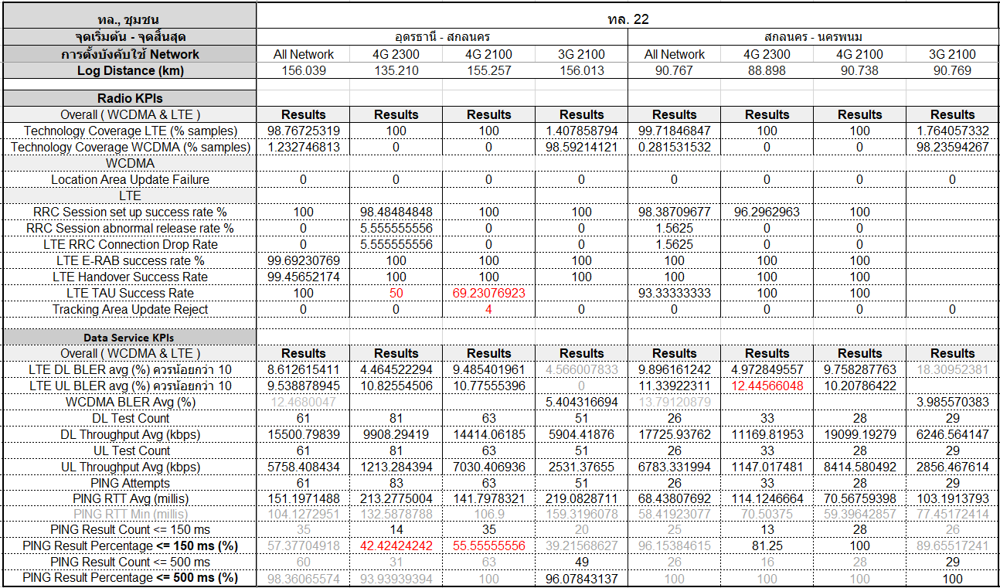 ทล., ชุมชน ทล. 22
จุดเริ่มต้น - จุดสิ้นสุด อุดรธานี - สกลนคร สกลนคร - นครพนม
การตั้งบังคับใช้ Network All Network 4G 2300 4G 2100 3G 2100 All Network 4G 2300 4G 2100 3G 2100
Log Distance (km) 156.039 135.210 155.257 156.013 90.767 88.898 90.738 90.769
Radio KPIs
Overall ( WCDMA & LTE ) Results Results Results Results Results Results Results Results
Technology Coverage LTE (% samples) 98.76725319 100 100 1.407858794 99.71846847 100 100 1.764057332
Technology Coverage WCDMA (% samples) 1.232746813 0 0 98.59214121 0.281531532 0 0 98.23594267
WCDMA
Location Area Update Failure 0 0 0 0 0 0 0 0
LTE
RRC Session set up success rate % 100 98.48484848 100 100 98.38709677 96.2962963 100
RRC Session abnormal release rate % 0 5.555555556 0 0 1.5625 0 0
LTE RRC Connection Drop Rate 0 5.555555556 0 0 1.5625 0 0
LTE E-RAB success rate % 99.69230769 100 100 100 100 100 100
LTE Handover Success Rate 99.45652174 100 100 100 100 100 100
LTE TAU Success Rate 100 50 69.23076923 93.33333333 100 100
Tracking Area Update Reject 0 0 4 0 0 0 0 0
Data Service KPIs
Overall ( WCDMA & LTE ) Results Results Results Results Results Results Results Results
LTE DL BLER avg (%) ควรน้อยกว่า 10 8.612615411 4.464522294 9.485401961 4.566007833 9.896161242 4.972849557 9.758287763 18.30952381
LTE UL BLER avg (%) ควรน้อยกว่า 10 9.538878945 10.82554506 10.77555396 0 11.33922311 12.44566048 10.20786422
WCDMA BLER Avg (%) 12.4680047 5.404316694 13.79120879 3.985570383
DL Test Count 61 81 63 51 26 33 28 29
DL Throughput Avg (kbps) 15500.79839 9908.29419 14414.06185 5904.41876 17725.93762 11169.81953 19099.19279 6246.564147
UL Test Count 61 81 63 51 26 33 28 29
UL Throughput Avg (kbps) 5758.408434 1213.284394 7030.406936 2531.37655 6783.331994 1147.017481 8414.580492 2856.467614
PING Attempts 61 83 63 51 26 33 28 29
PING RTT Avg (millis) 151.1971488 213.2775004 141.7978321 219.0828711 68.43807692 114.1246664 70.56759398 103.1913793
PING RTT Min (millis) 104.1272951 132.5878788 106.9 159.3196078 58.41923077 70.50375 59.39642857 77.45172414
PING Result Count <= 150 ms 35 14 35 20 25 13 28 26
PING Result Percentage <= 150 ms (%) 57.37704918 42.42424242 55.55555556 39.21568627 96.15384615 81.25 100 89.65517241
PING Result Count <= 500 ms 60 31 63 49 26 16 28 29
PING Result Percentage <= 500 ms (%) 98.36065574 93.93939394 100 96.07843137 100 100 100 100